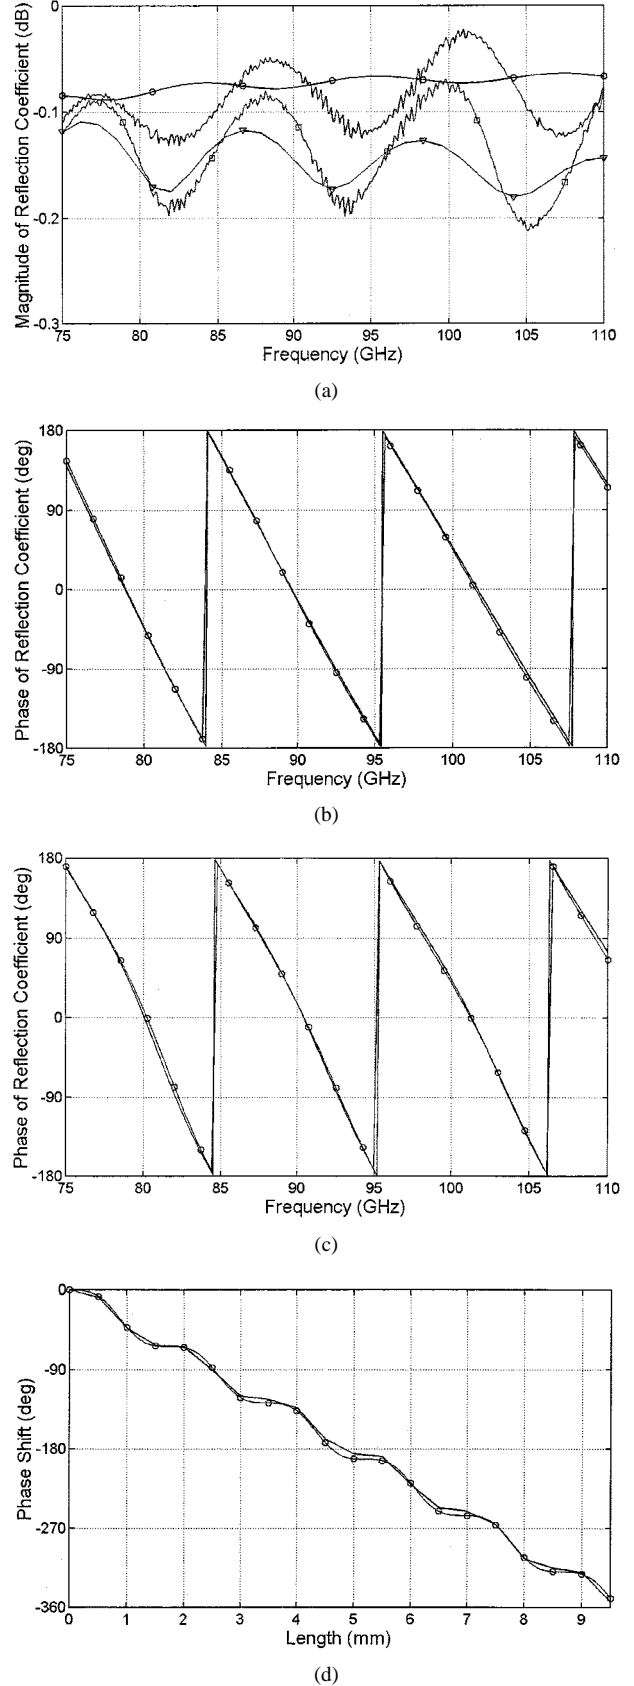 0
-0.1
-0.2
-0.3
Magnitude of Reflection Coefficient (dB)
75 80 85 90 95 100 105 110
Frequency (GHz)
(a)
180
90
0
-90
-180
Phase of Reflection Coefficient (deg)
75 80 85 90 95 100 105 110
Frequency (GHz)
(b)
180
90
0
-90
-180
Phase of Reflection Coefficient (deg)
75 80 85 90 95 100 105 110
Frequency (GHz)
(c)
0
-90
-180
-270
-360
Phase Shift (deg)
0 1 2 3 4 5 6 7 8 9
Length (mm)
(d)